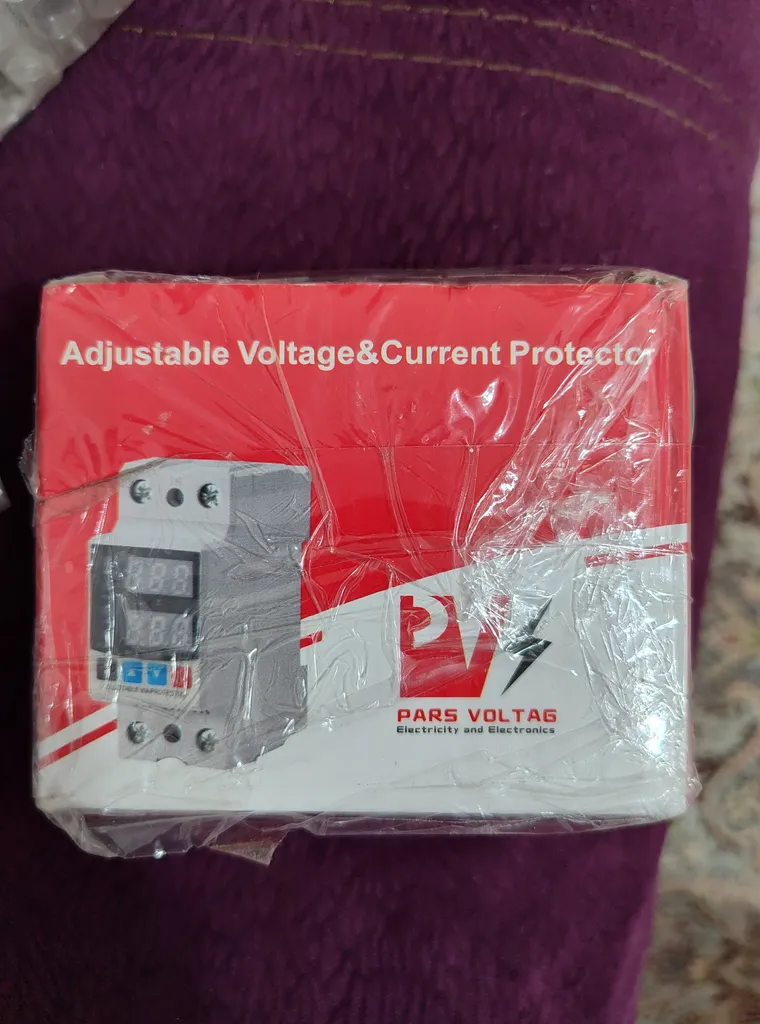 Adjustable Voltage&Current Protector
PV
PARS VOLTAG
Electricity and Electronics